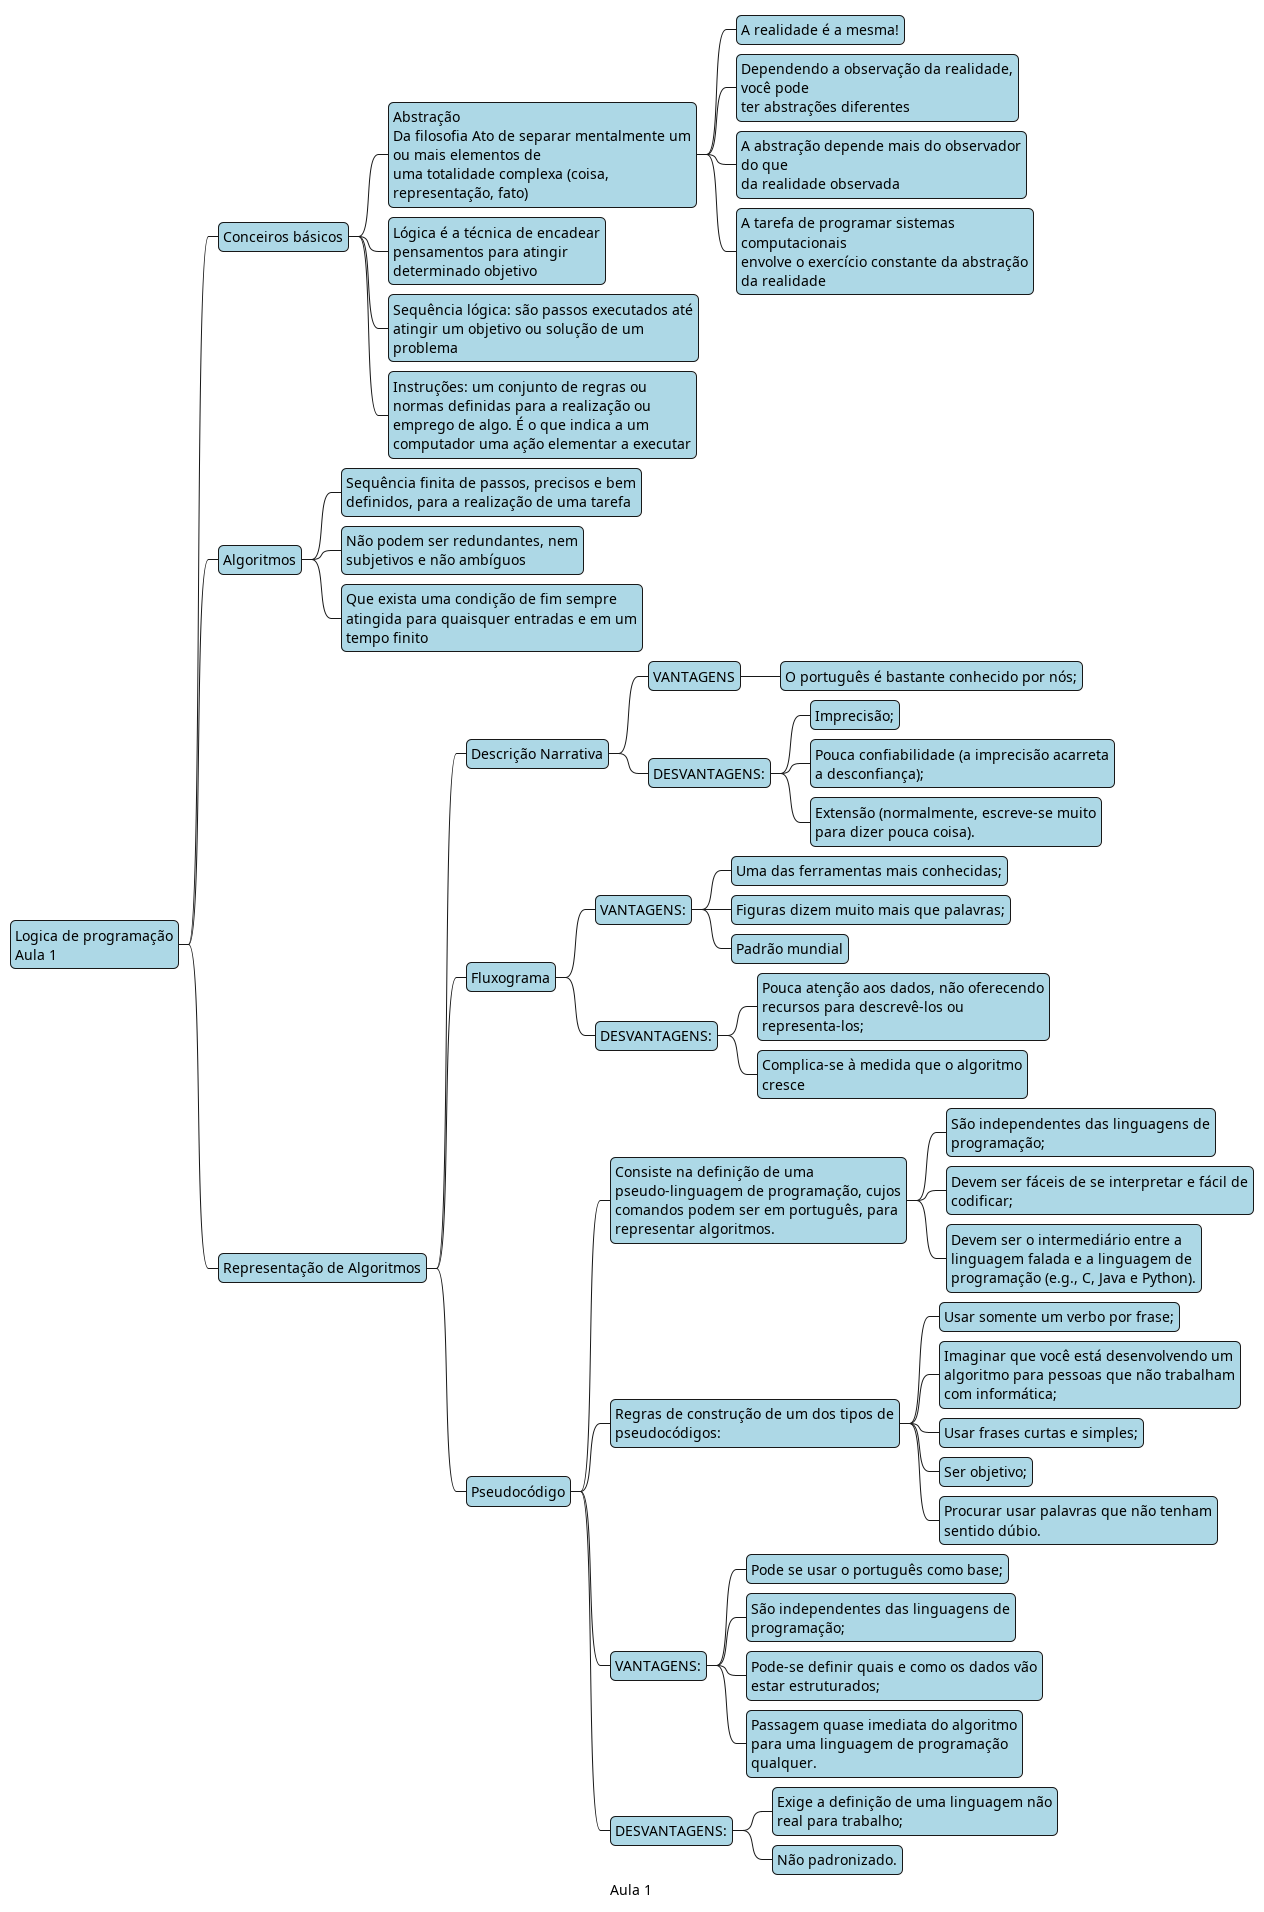 Logica de programação
Aula 1
Conceiros básicos
Abstração
Da filosofia Ato de separar mentalmente um
ou mais elementos de
uma totalidade complexa (coisa,
representação, fato)
A realidade é a mesma!
Dependendo a observação da realidade,
você pode
ter abstrações diferentes
A abstração depende mais do observador
do que
da realidade observada
A tarefa de programar sistemas
computacionais
envolve o exercício constante da abstração
da realidade
Lógica é a técnica de encadear
pensamentos para atingir
determinado objetivo
Sequência lógica: são passos executados até
atingir um objetivo ou solução de um
problema
Instruções: um conjunto de regras ou
normas definidas para a realização ou
emprego de algo. É o que indica a um
computador uma ação elementar a executar
Algoritmos
Sequência finita de passos, precisos e bem
definidos, para a realização de uma tarefa
Não podem ser redundantes, nem
subjetivos e não ambíguos
Que exista uma condição de fim sempre
atingida para quaisquer entradas e em um
tempo finito
Representação de Algoritmos
Descrição Narrativa
VANTAGENS
O português é bastante conhecido por nós;
DESVANTAGENS:
Imprecisão;
Pouca confiabilidade (a imprecisão acarreta
a desconfiança);
Extensão (normalmente, escreve-se muito
para dizer pouca coisa).
Fluxograma
VANTAGENS:
Uma das ferramentas mais conhecidas;
Figuras dizem muito mais que palavras;
Padrão mundial
DESVANTAGENS:
Pouca atenção aos dados, não oferecendo
recursos para descrevê-los ou
representa-los;
Complica-se à medida que o algoritmo
cresce
Pseudocódigo
Consiste na definição de uma
pseudo-linguagem de programação, cujos
comandos podem ser em português, para
representar algoritmos.
São independentes das linguagens de
programação;
Devem ser fáceis de se interpretar e fácil de
codificar;
Devem ser o intermediário entre a
linguagem falada e a linguagem de
programação (e.g., C, Java e Python).
Regras de construção de um dos tipos de
pseudocódigos:
Usar somente um verbo por frase;
Imaginar que você está desenvolvendo um
algoritmo para pessoas que não trabalham
com informática;
Usar frases curtas e simples;
Ser objetivo;
Procurar usar palavras que não tenham
sentido dúbio.
VANTAGENS:
Pode se usar o português como base;
São independentes das linguagens de
programação;
Pode-se definir quais e como os dados vão
estar estruturados;
Passagem quase imediata do algoritmo
para uma linguagem de programação
qualquer.
DESVANTAGENS:
Exige a definição de uma linguagem não
real para trabalho;
Não padronizado.
Aula 1